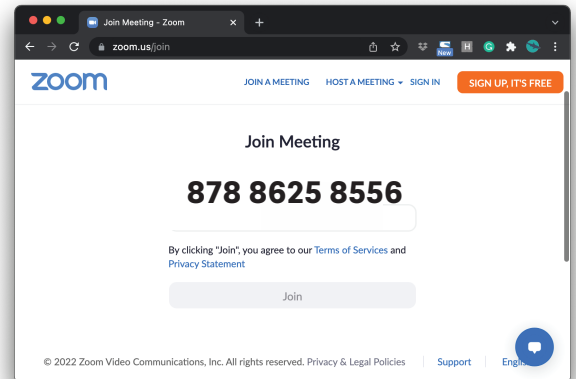 Join Meeting - Zoom
zoom.us/join
New
H
G
zoom
JOIN A MEETING HOST A MEETING SIGN IN SIGN UP, IT'S FREE
Join Meeting
878 8625 8556
By clicking "Join", you agree to our Terms of Services and
Privacy Statement
Join
© 2022 Zoom Video Communications, Inc. All rights reserved. Privacy & Legal Policies Support